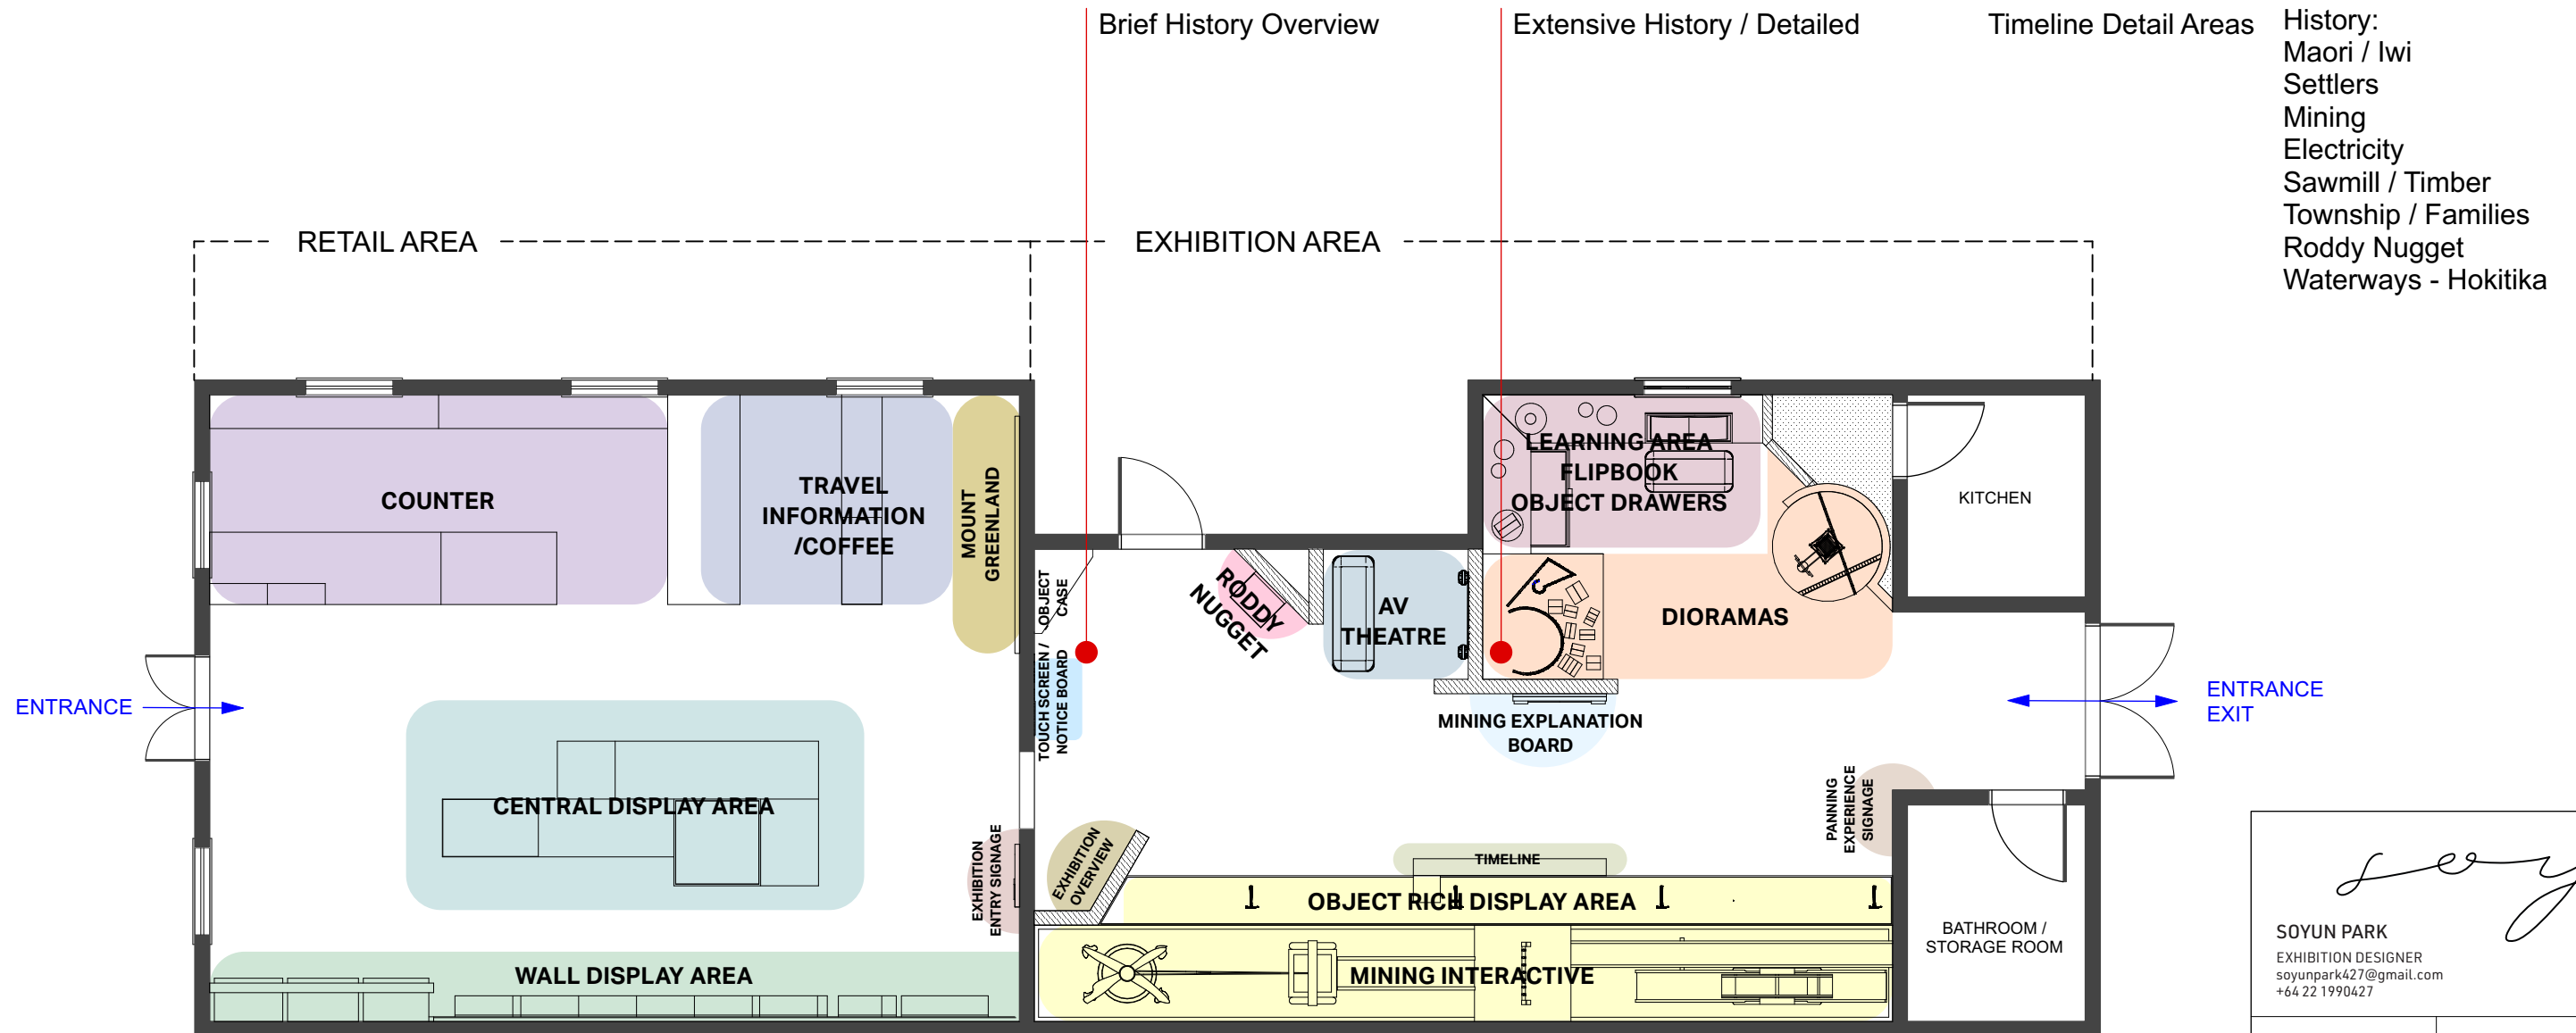 Brief History Overview
Extensive History / Detailed
Timeline Detail Areas
History:
Maori / Iwi
Settlers
Mining
Electricity
Sawmill / Timber
Township / Families
Roddy Nugget
Waterways - Hokitika
RETAIL AREA
EXHIBITION AREA
COUNTER
TRAVEL
INFORMATION
/COFFEE
MOUNT
GREENLAND
LEARNING AREA
FLIPBOOK
OBJECT DRAWERS
KITCHEN
TOUCH SCREEN / OBJECT
NOTICE BOARD CASE
RODDY
NUGGET
AV
THEATRE
DIORAMAS
ENTRANCE
MINING EXPLANATION
BOARD
ENTRANCE
EXIT
CENTRAL DISPLAY AREA
EXHIBITION
ENTRY SIGNAGE
EXHIBITION
OVERVIEW
TIMELINE
PANNING
EXPERIENCE
SIGNAGE
OBJECT RICH DISPLAY AREA
WALL DISPLAY AREA
MINING INTERACTIVE
BATHROOM /
STORAGE ROOM
soy
SOYUN PARK
EXHIBITION DESIGNER
soyunpark427@gmail.com
+64 22 1990427